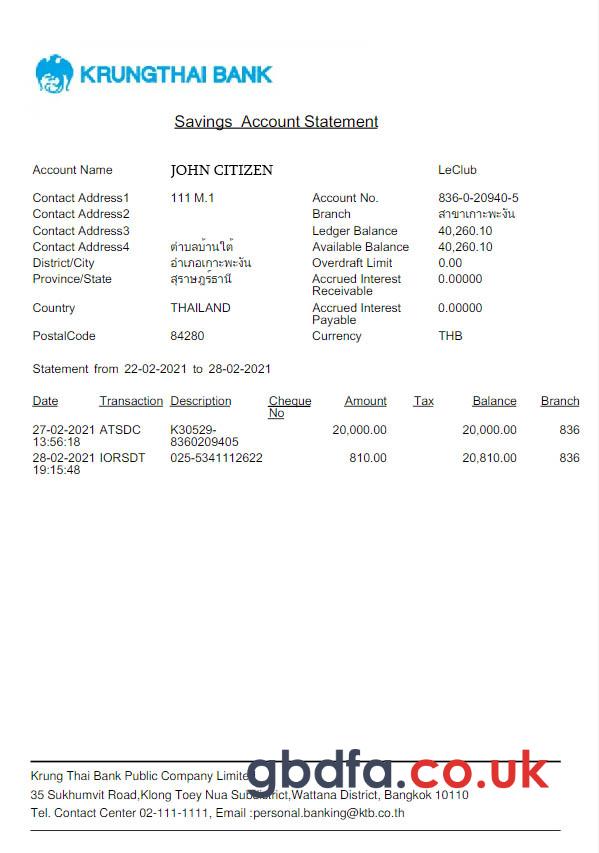 KRUNGTHAI BANK
Savings Account Statement
Account Name JOHN CITIZEN LeClub
Contact Address1 111 M.1 Account No. 836-0-20940-5
Contact Address2 Branch สาขาเกาะพะงัน
Contact Address3 Ledger Balance 40,260.10
Contact Address4 ตำบลบ้านใต้ Available Balance 40,260.10
District/City อำเภอเกาะพะงัน Overdraft Limit 0.00
Province/State สุราษฎร์ธานี Accrued Interest 0.00000
Receivable
Country THAILAND Accrued Interest 0.00000
Payable
PostalCode 84280 Currency THB
Statement from 22-02-2021 to 28-02-2021
Date Transaction Description Cheque Amount Tax Balance Branch
No
27-02-2021 ATSDC K30529- 20,000.00 20,000.00 836
13:56:18 8360209405
28-02-2021 IORSDT 025-5341112622 810.00 20,810.00 836
19:15:48
gbdfa.co.uk
Krung Thai Bank Public Company Limite
35 Sukhumvit Road,Klong Toey Nua Subdistrict,Wattana District, Bangkok 10110
Tel. Contact Center 02-111-1111, Email :personal.banking@ktb.co.th